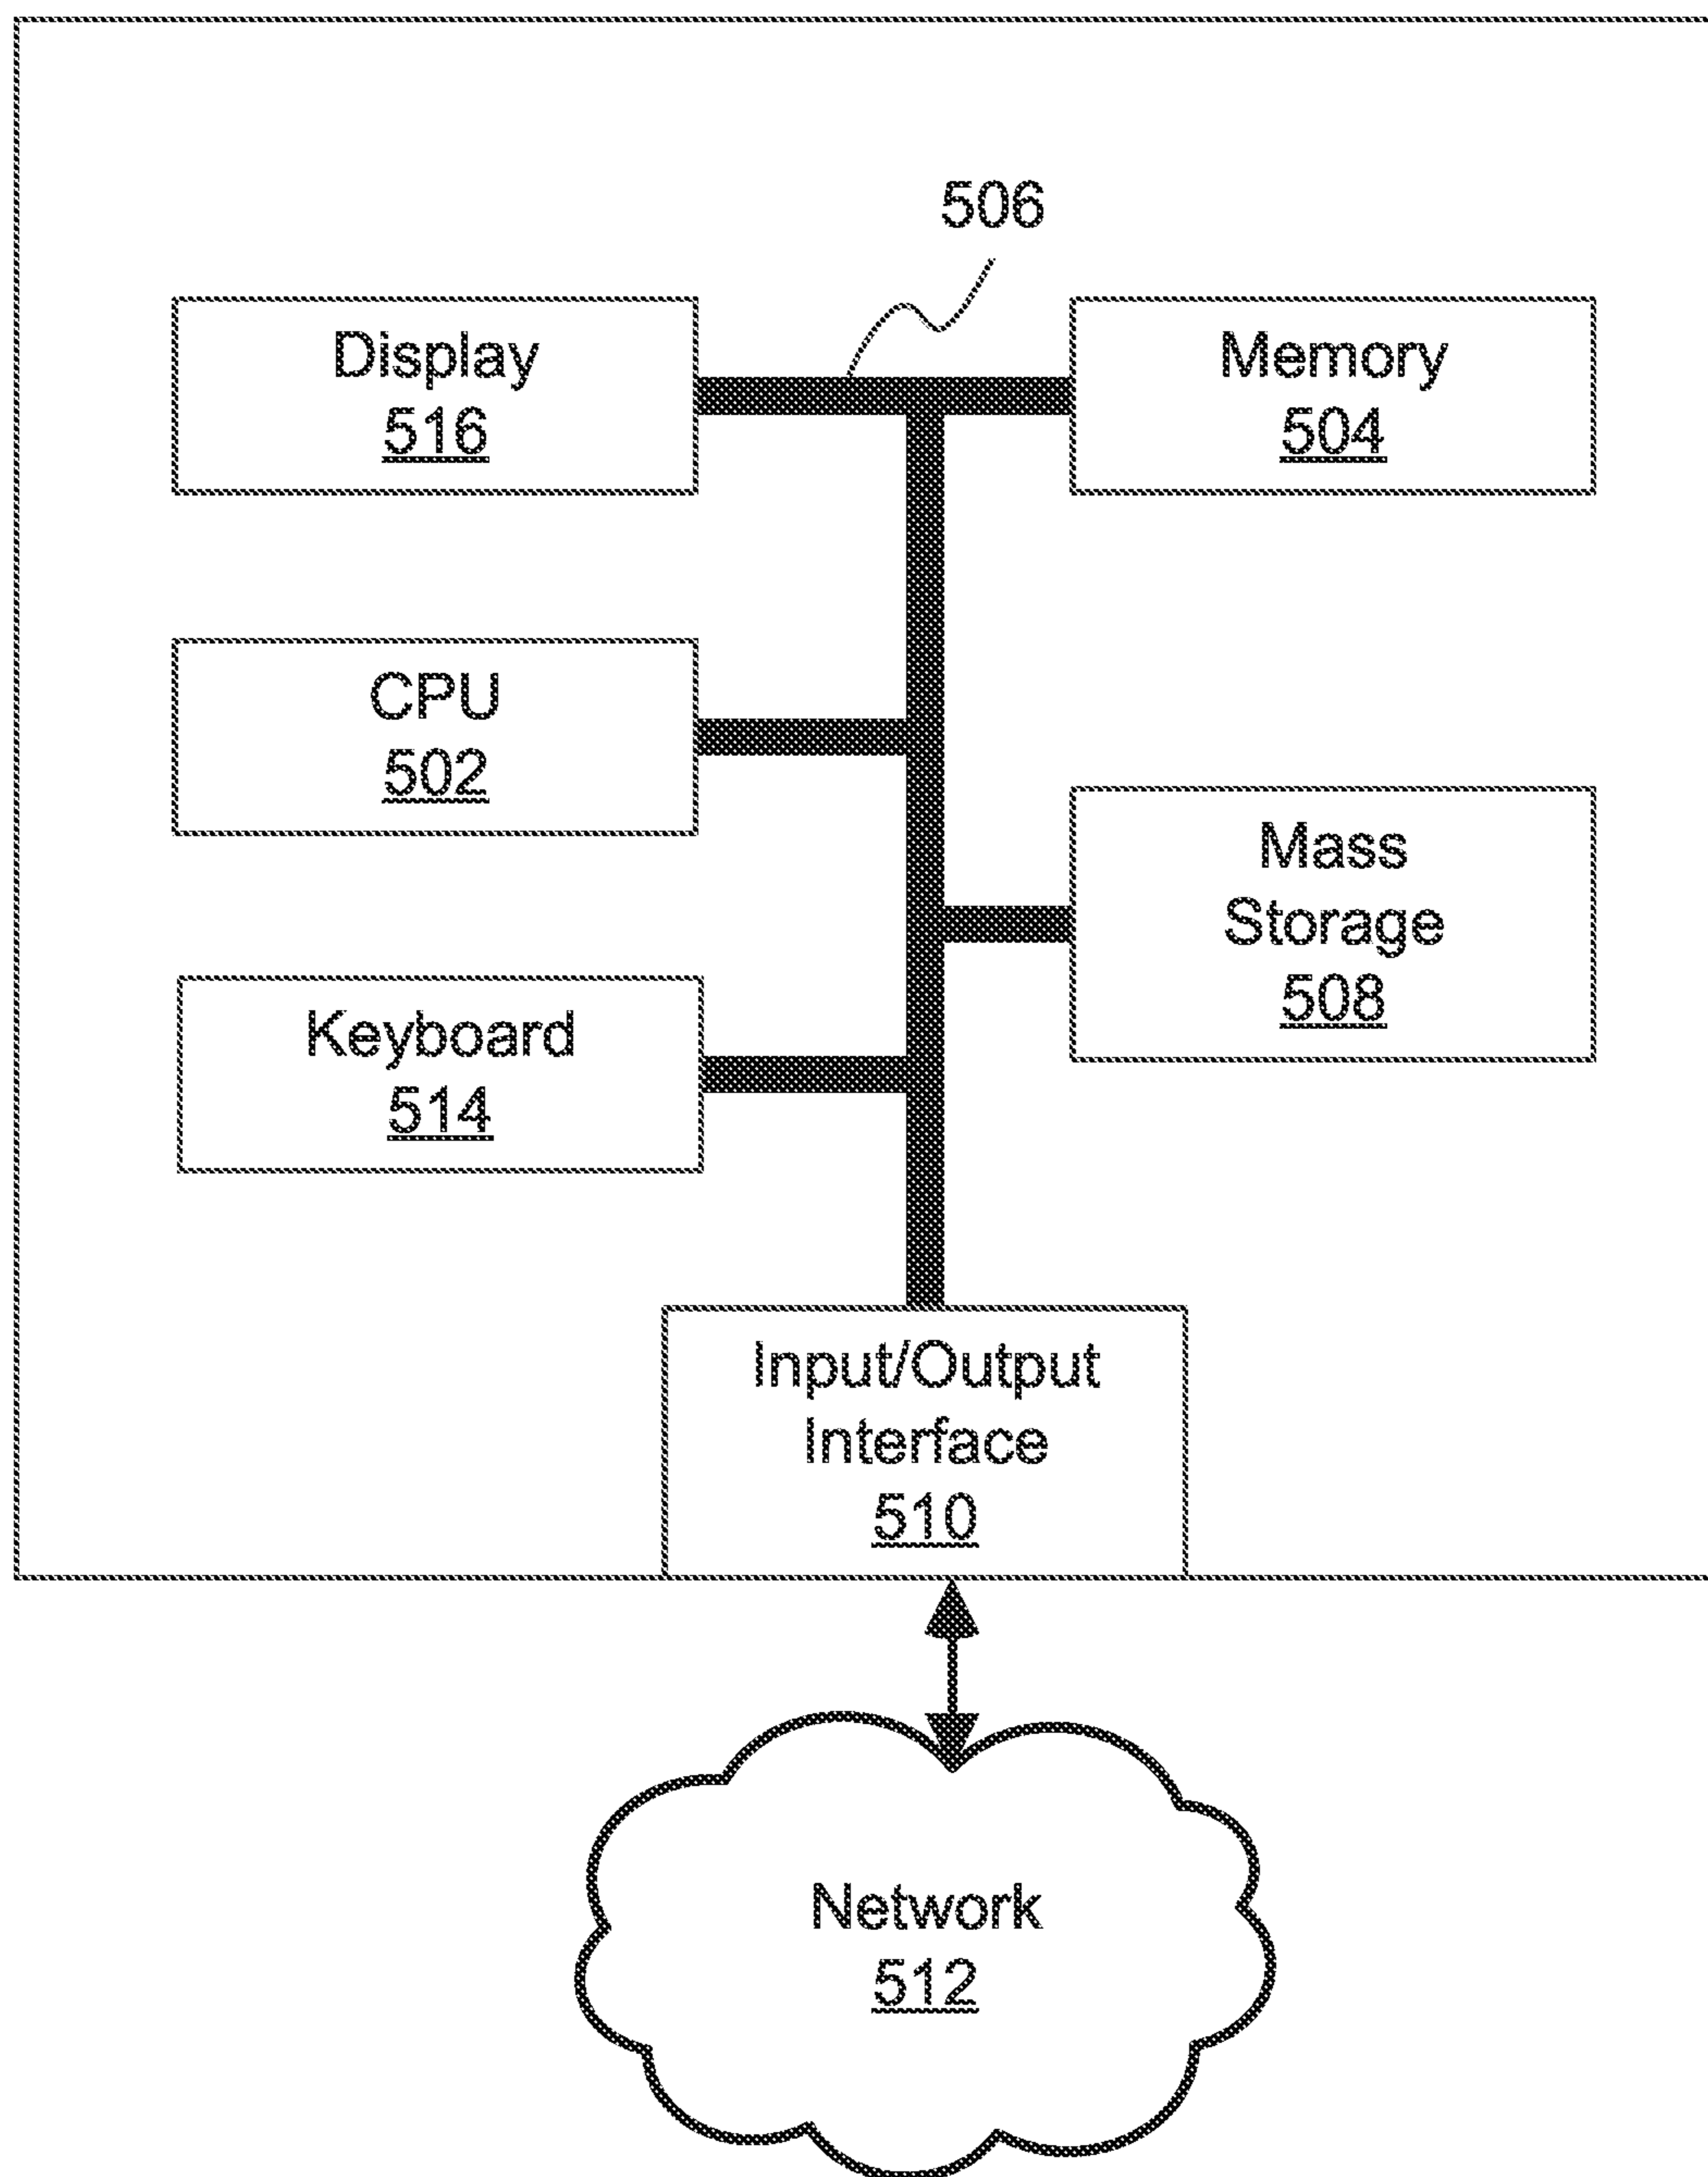 506
Display
516
Memory
504
CPU
502
Mass
Storage
508
Keyboard
514
Input/Output
Interface
510
Network
512